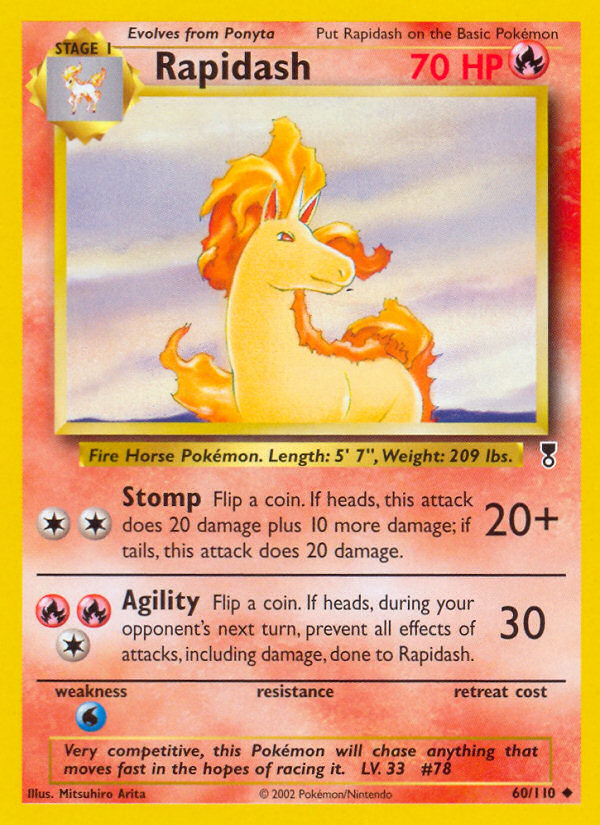 Evolves from Ponyta Put Rapidash on the Basic Pokémon
STAGE 1
Rapidash 70 HP
Fire Horse Pokémon. Length: 5' 7", Weight: 209 lbs.
Stomp Flip a coin. If heads, this attack
does 20 damage plus 10 more damage; if
tails, this attack does 20 damage.
20+
Agility Flip a coin. If heads, during your
opponent's next turn, prevent all effects of
attacks, including damage, done to Rapidash.
30
weakness resistance retreat cost
Very competitive, this Pokémon will chase anything that
moves fast in the hopes of racing it. LV. 33 #78
Illus. Mitsuhiro Arita © 2002 Pokémon/Nintendo 60/110